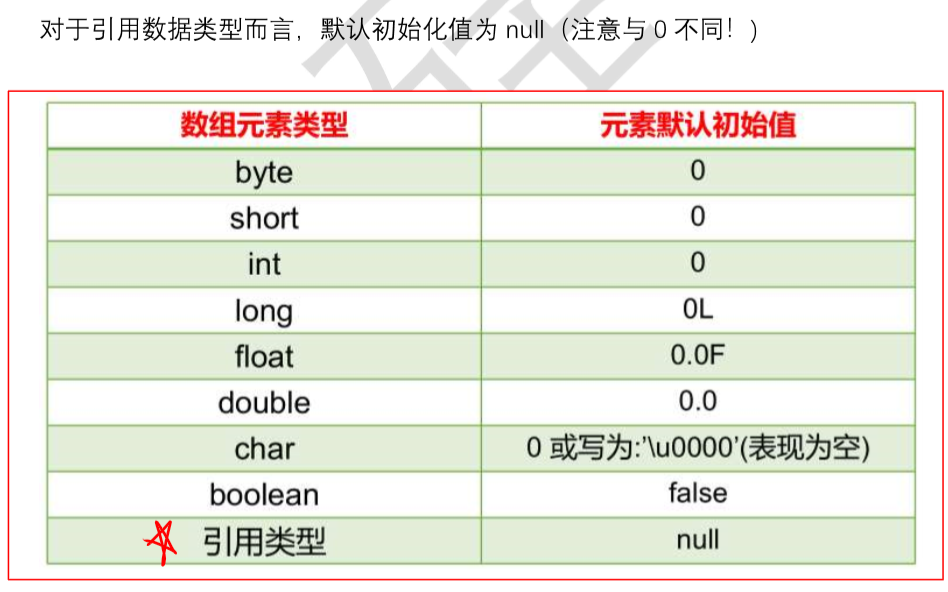 对于引用数据类型而言，默认初始化值为 null（注意与 0 不同！)
数组元素类型 元素默认初始值
byte 0
short 0
int 0
long 0L
float 0.0F
double 0.0
char 0 或写为:'\u0000'(表现为空)
boolean false
引用类型 null